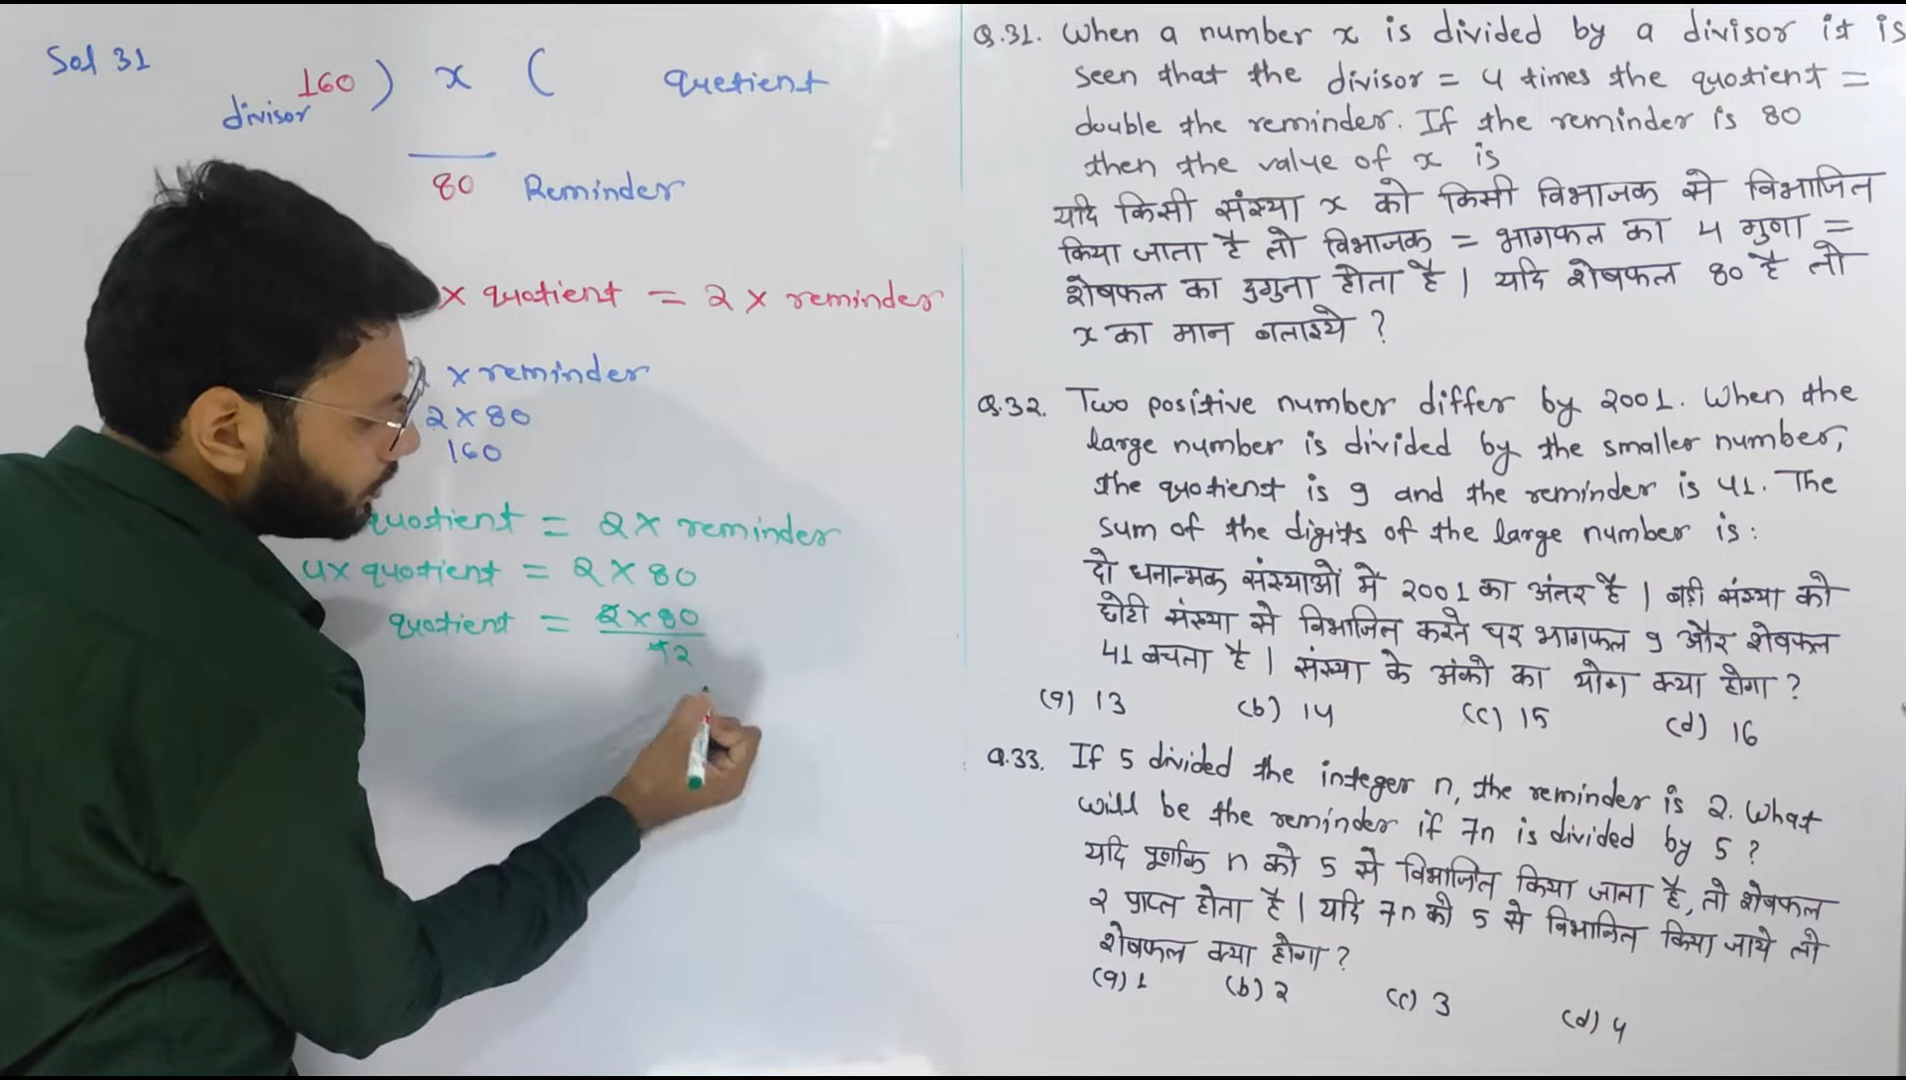 Sol 31
160 ) x ( quetient
divisor
80 Reminder
x quotient = 2 x reminder
x reminder
2 x 80
160
quotient = 2 x reminder
4x quotient = 2 x 80
quotient = 2 x 80
42
Q.31. When a number x is divided by a divisor it is
seen that the divisor = 4 times the quotient =
double the reminder. If the reminder is 80
then the value of x is
यदि किसी संख्या x को किसी विभाजक से विभाजित
किया जाता है तो विभाजक = भागफल का 4 गुणा =
शेषफल का दुगुना होता है । यदि शेषफल 80 है तो
x का मान बताइये ?
Q.32. Two positive number differ by 2001. When the
large number is divided by the smaller number,
the quotient is 9 and the reminder is 41. The
sum of the digits of the large number is:
दो धनात्मक संख्याओं में 2001 का अंतर है । बड़ी संख्या को
छोटी संख्या से विभाजित करने पर भागफल 9 और शेषफल
41 बचता है । संख्या के अंको का योग क्या होगा ?
(a) 13 (b) 14 (c) 15 (d) 16
Q.33. If 5 divided the integer n, the reminder is 2. What
will be the reminder if 7n is divided by 5 ?
यदि पूर्णांक n को 5 से विभाजित किया जाता है, तो शेषफल
2 प्राप्त होता है । यदि 7n को 5 से विभाजित किया जाये तो
शेषफल क्या होगा ?
(a) 1 (b) 2 (c) 3 (d) 4